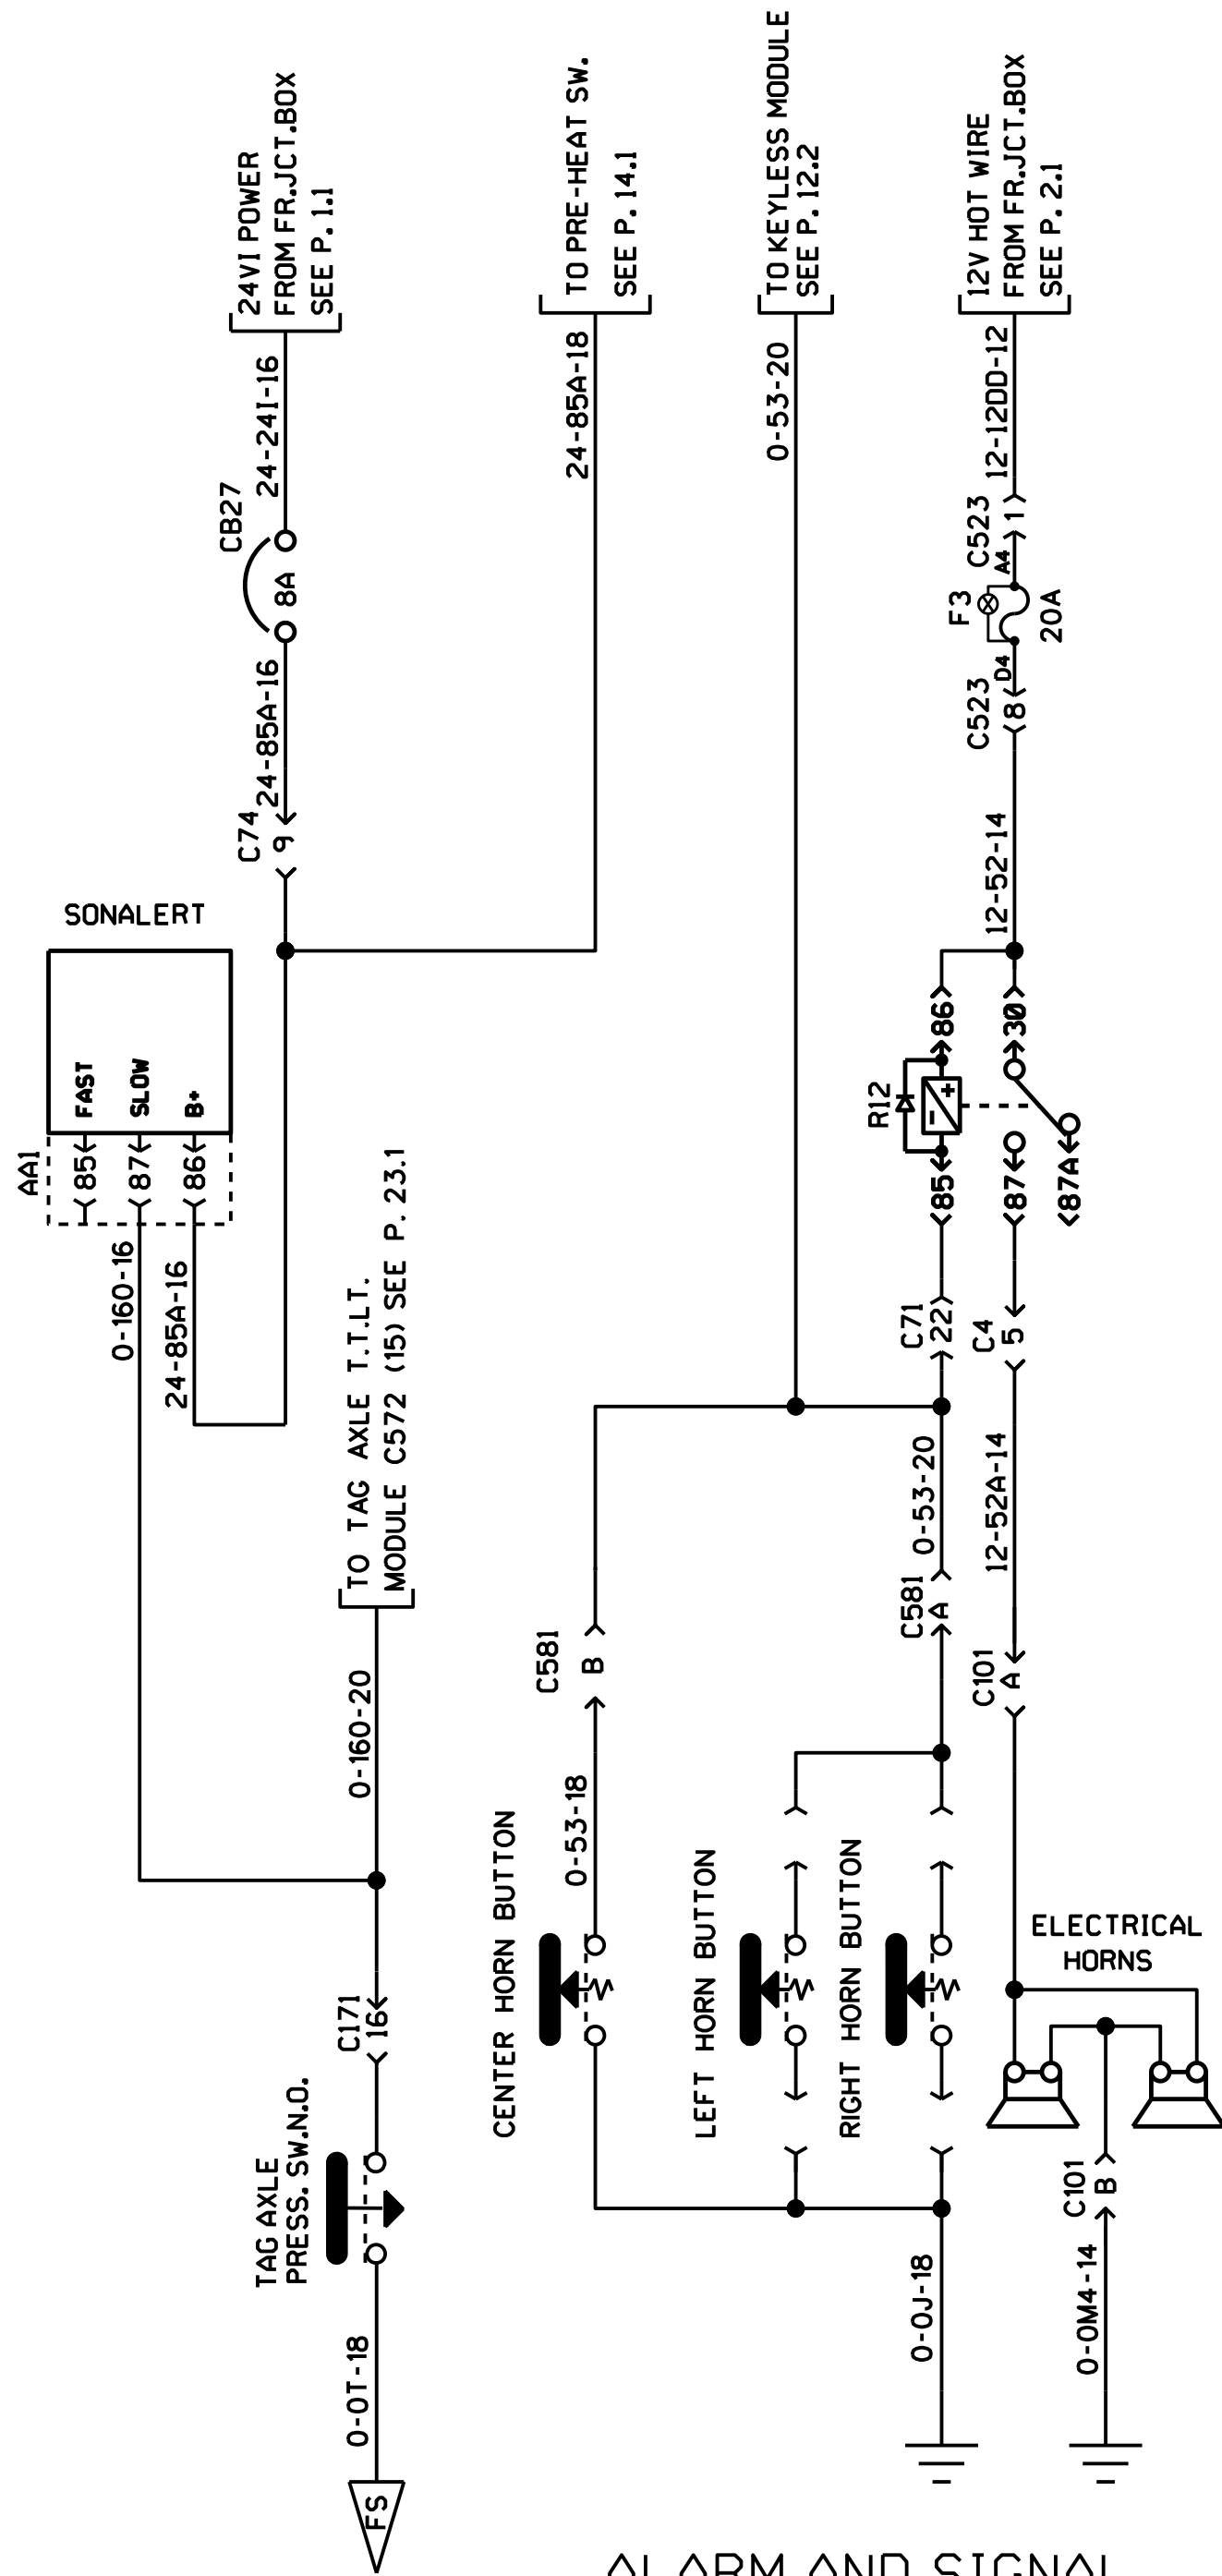 24VI POWER
FROM FR.JCT.BOX
SEE P. 1.1
24-24I-16
CB27
8A
24-85A-16
C74
9
TO PRE-HEAT SW.
SEE P. 14.1
24-85A-18
TO KEYLESS MODULE
SEE P. 12.2
0-53-20
12V HOT WIRE
FROM FR.JCT.BOX
SEE P. 2.1
12-12DD-12
C523
1
A4
F3
20A
D4
C523
8
12-52-14
SONALERT
FAST
SLOW
B+
AA1
85
87
86
0-160-16
24-85A-16
R12
86
30
+
-
85
87
87A
TO TAG AXLE T.T.LT.
MODULE C572 (15) SEE P. 23.1
0-160-20
C71
22
C4
5
0-53-20
12-52A-14
C581
B
C581
A
C101
A
0-53-18
CENTER HORN BUTTON
LEFT HORN BUTTON
RIGHT HORN BUTTON
ELECTRICAL
HORNS
C171
16
TAG AXLE
PRESS. SW.N.O.
0-0T-18
FS
C101
B
0-0J-18
0-0M4-14
ALARM AND SIGNAL